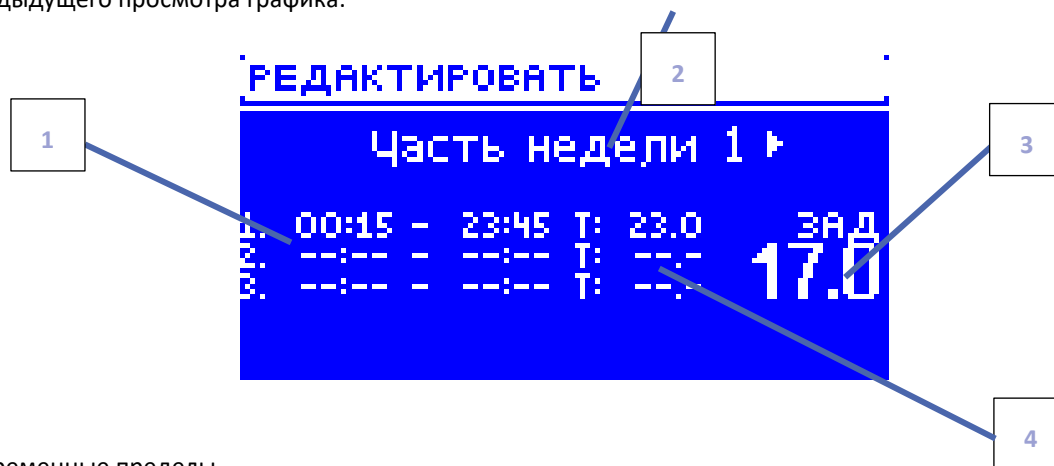 дыдущего просмотра графика.
2
РЕДАКТИРОВАТЬ
1
Часть недели 1
3
1. 00:15 - 23:45 T: 23.0 ЗАД
2. --:-- - --:-- T: --.- 17.0
3. --:-- - --:-- T: --.-
4
еменные пределы